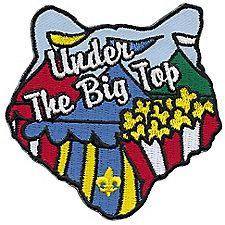 Under
The Big Top